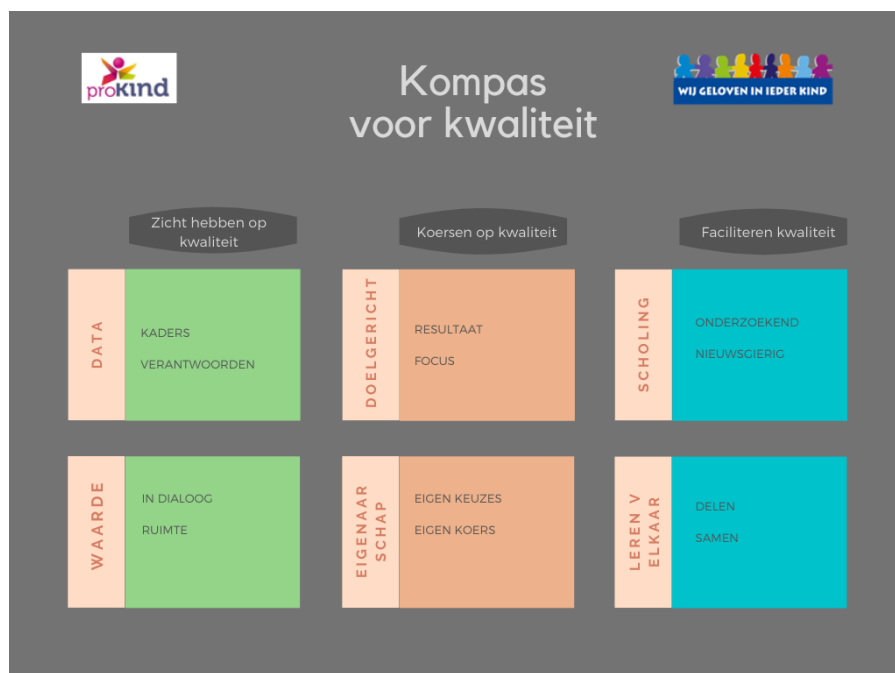 proKind
Kompas
voor kwaliteit
WIJ GELOVEN IN IEDER KIND
Zicht hebben op
kwaliteit
Koersen op kwaliteit
Faciliteren kwaliteit
DATA
KADERS
VERANTWOORDEN
DOELGERICHT
RESULTAAT
FOCUS
SCHOLING
ONDERZOEKEND
NIEUWSGIERIG
WAARDE
IN DIALOOG
RUIMTE
EIGENAAR
SCHAP
EIGEN KEUZES
EIGEN KOERS
LEREN V
ELKAAR
DELEN
SAMEN